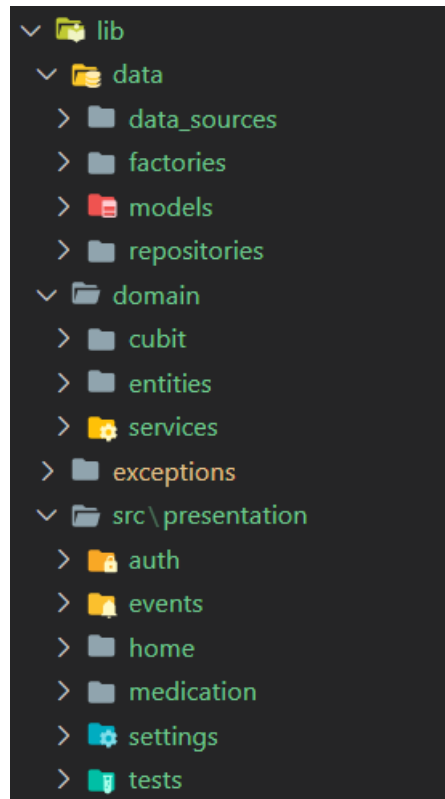 lib
data
data_sources
factories
models
repositories
domain
cubit
entities
services
exceptions
src\presentation
auth
events
home
medication
settings
tests